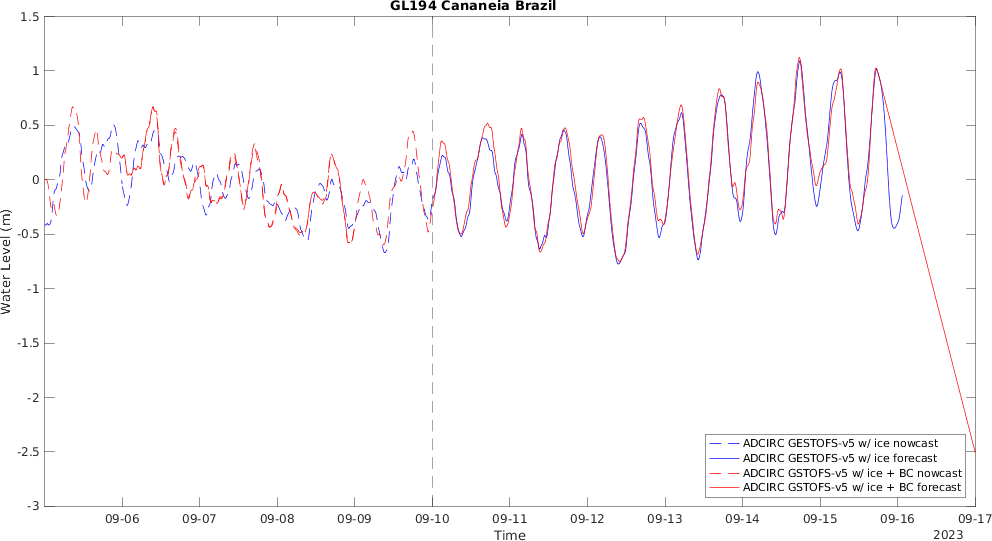 GL194 Cananeia Brazil
1.5
1
0.5
0
-0.5
-1
-1.5
-2
-2.5
-3
Water Level (m)
ADCIRC GESTOFS-v5 w/ ice nowcast
ADCIRC GESTOFS-v5 w/ ice forecast
ADCIRC GSTOFS-v5 w/ ice + BC nowcast
ADCIRC GSTOFS-v5 w/ ice + BC forecast
09-06 09-07 09-08 09-09 09-10 09-11 09-12 09-13 09-14 09-15 09-16 09-17
Time
2023